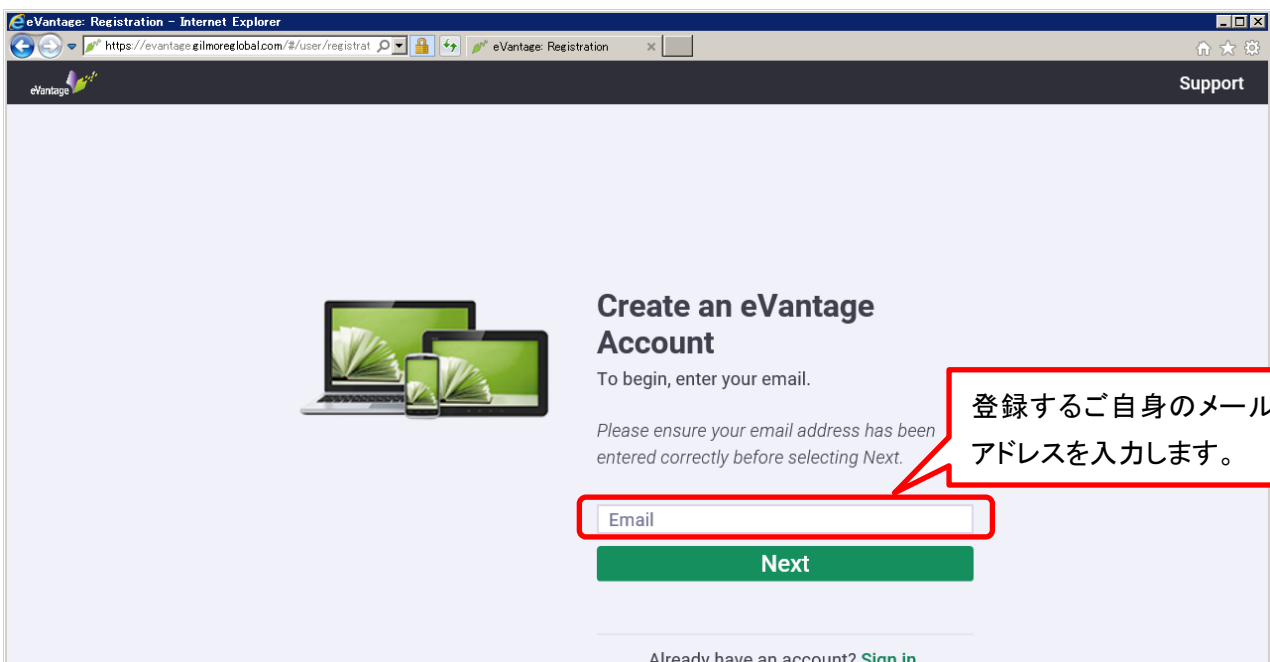 eVantage: Registration - Internet Explorer
https://evantage.gilmoreglobal.com/#/user/registrat
eVantage: Registration
eVantage
Support
Create an eVantage
Account
To begin, enter your email.
Please ensure your email address has been
entered correctly before selecting Next.
登録するご自身のメール
アドレスを入力します。
Email
Next
Already have an account? Sign in